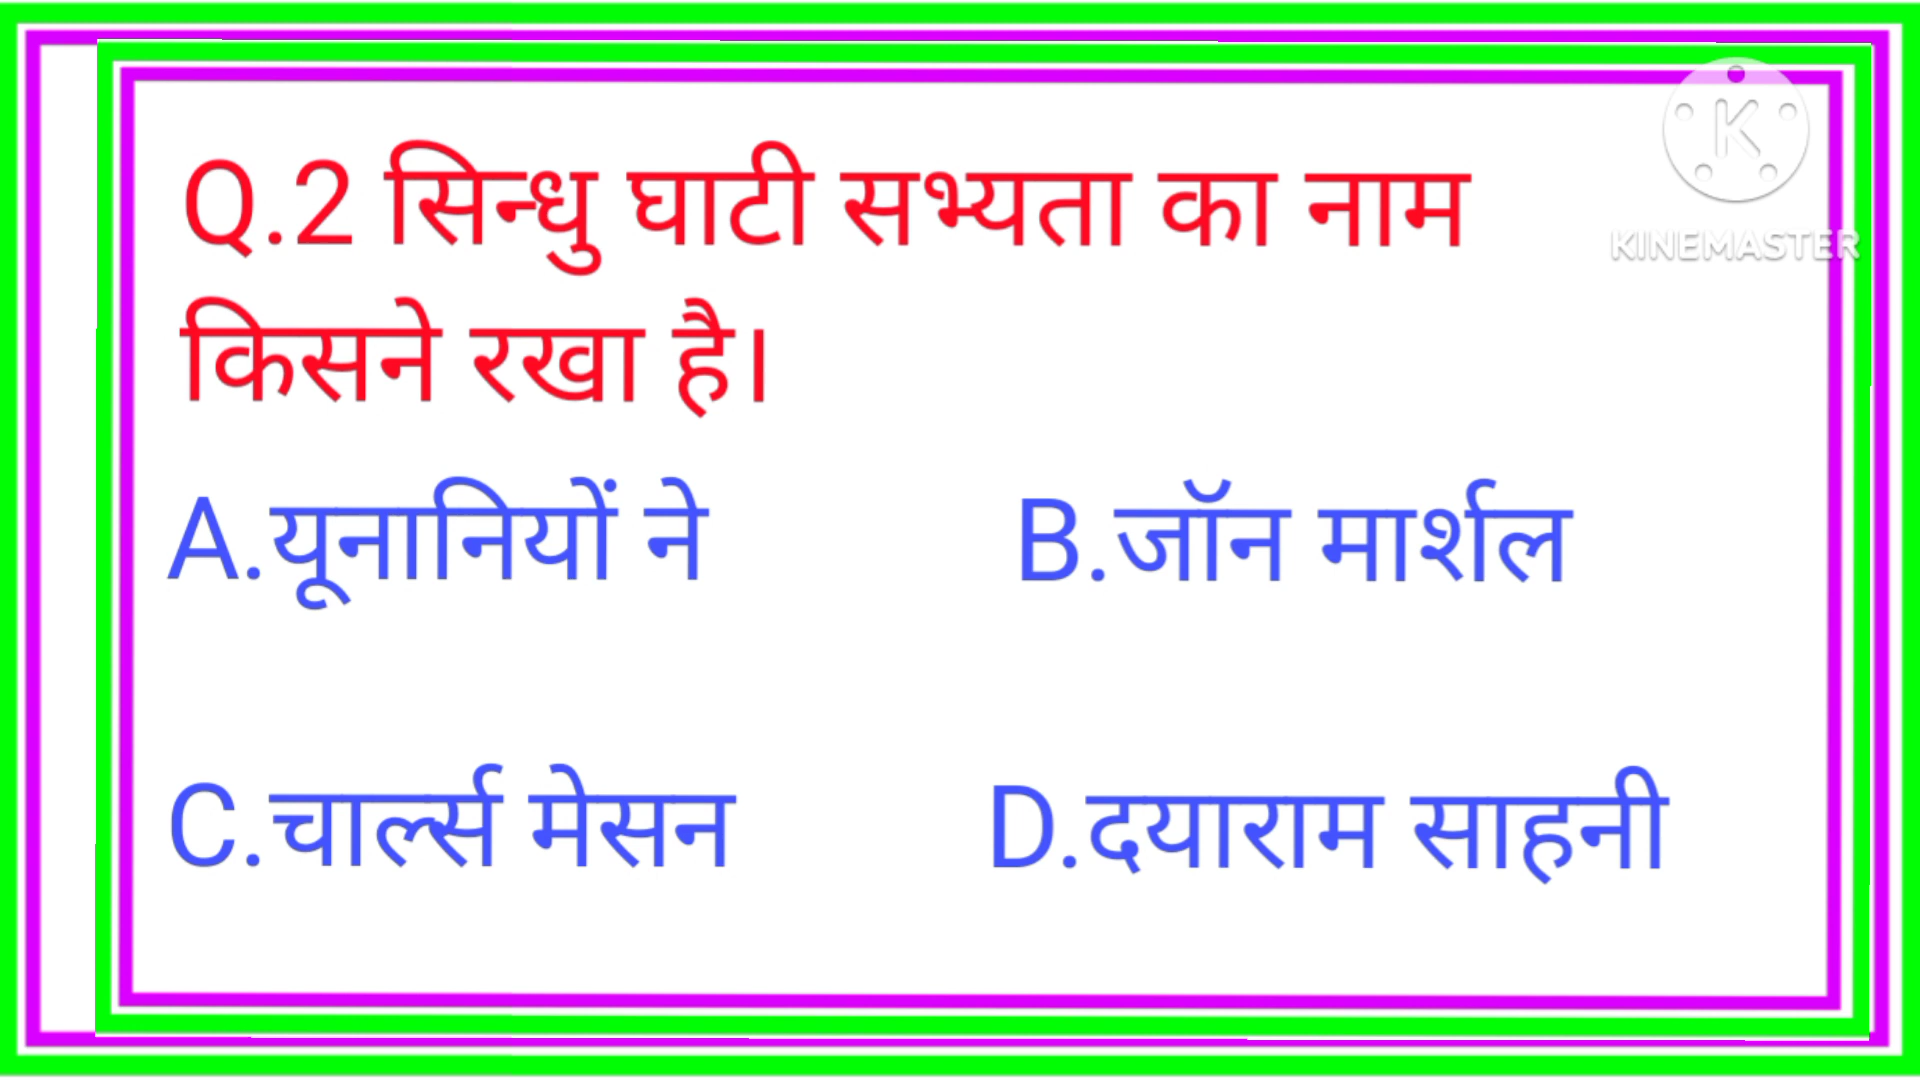 Q.2 सिन्धु घाटी सभ्यता का नाम
किसने रखा है।
A.यूनानियों ने B.जॉन मार्शल
C.चार्ल्स मेसन D.दयाराम साहनी
K
KINEMASTER